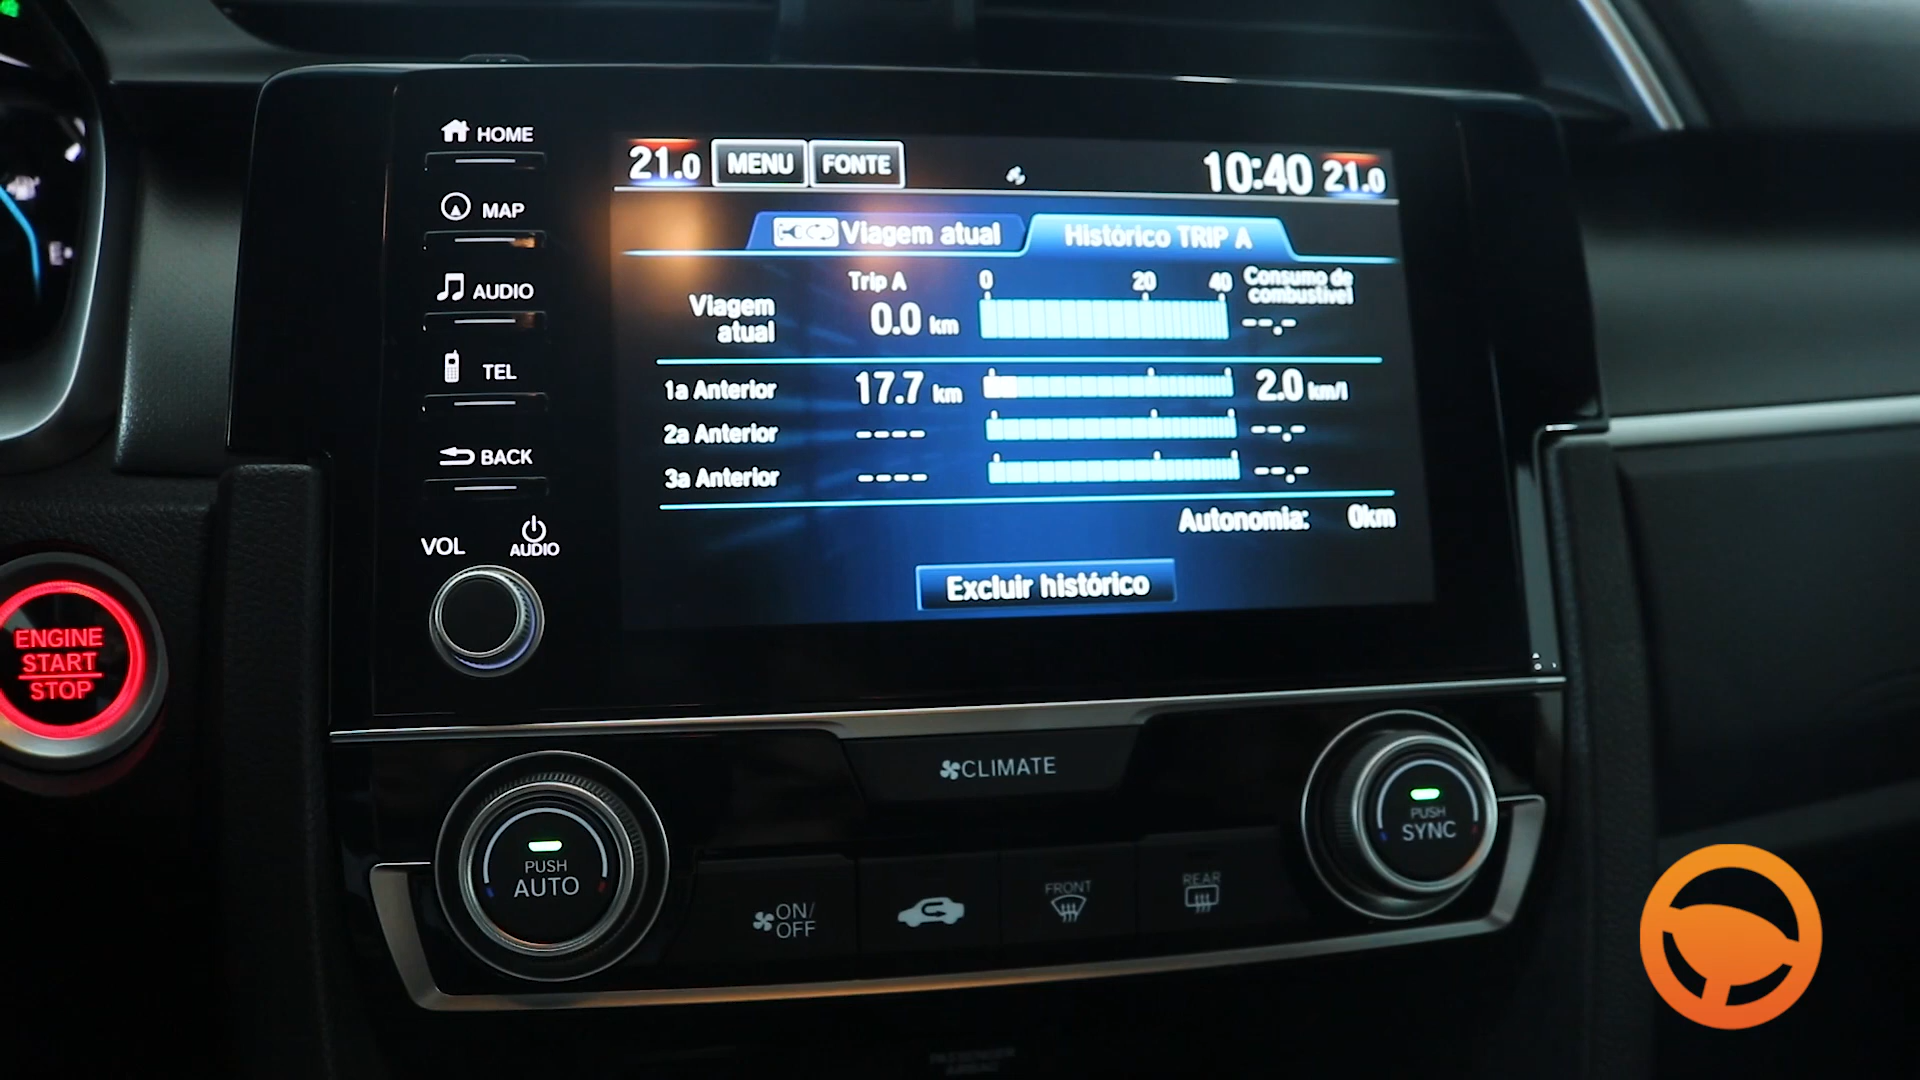 HOME
MAP
AUDIO
TEL
BACK
VOL
AUDIO
21.0 MENU FONTE 10:40 21.0
Viagem atual Histórico TRIP A
Trip A 0 20 40 Consumo de
combustível
Viagem
atual 0.0 km --.-
1a Anterior 17.7 km 2.0 km/l
2a Anterior ---- --.-
3a Anterior ---- --.-
Autonomia: 0km
Excluir histórico
ENGINE
START
STOP
CLIMATE
PUSH
AUTO
ON/
OFF
FRONT
REAR
PUSH
SYNC
PASSENGER
AIRBAG